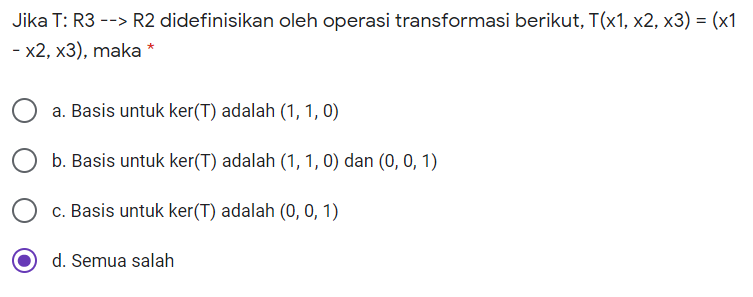 Jika T: R3 --> R2 didefinisikan oleh operasi transformasi berikut, T(x1, x2, x3) = (x1
- x2, x3), maka *
a. Basis untuk ker(T) adalah (1, 1, 0)
b. Basis untuk ker(T) adalah (1, 1, 0) dan (0, 0, 1)
c. Basis untuk ker(T) adalah (0, 0, 1)
d. Semua salah